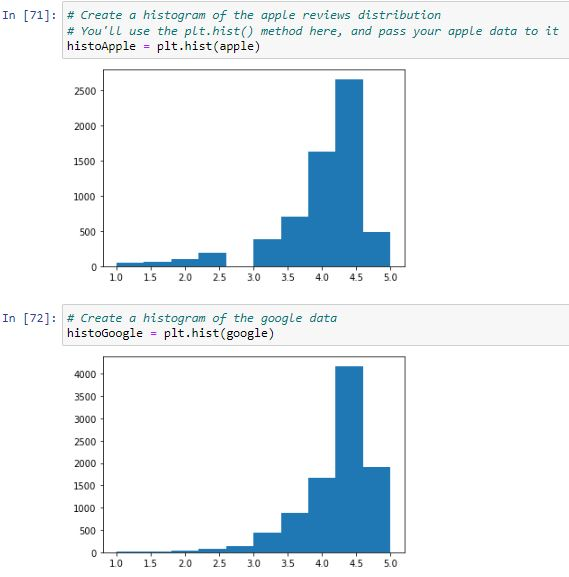 In [71]: # Create a histogram of the apple reviews distribution
# You'll use the plt.hist() method here, and pass your apple data to it
histoApple = plt.hist(apple)
2500
2000
1500
1000
500
0
1.0 1.5 2.0 2.5 3.0 3.5 4.0 4.5 5.0
In [72]: # Create a histogram of the google data
histoGoogle = plt.hist(google)
4000
3500
3000
2500
2000
1500
1000
500
0
1.0 1.5 2.0 2.5 3.0 3.5 4.0 4.5 5.0